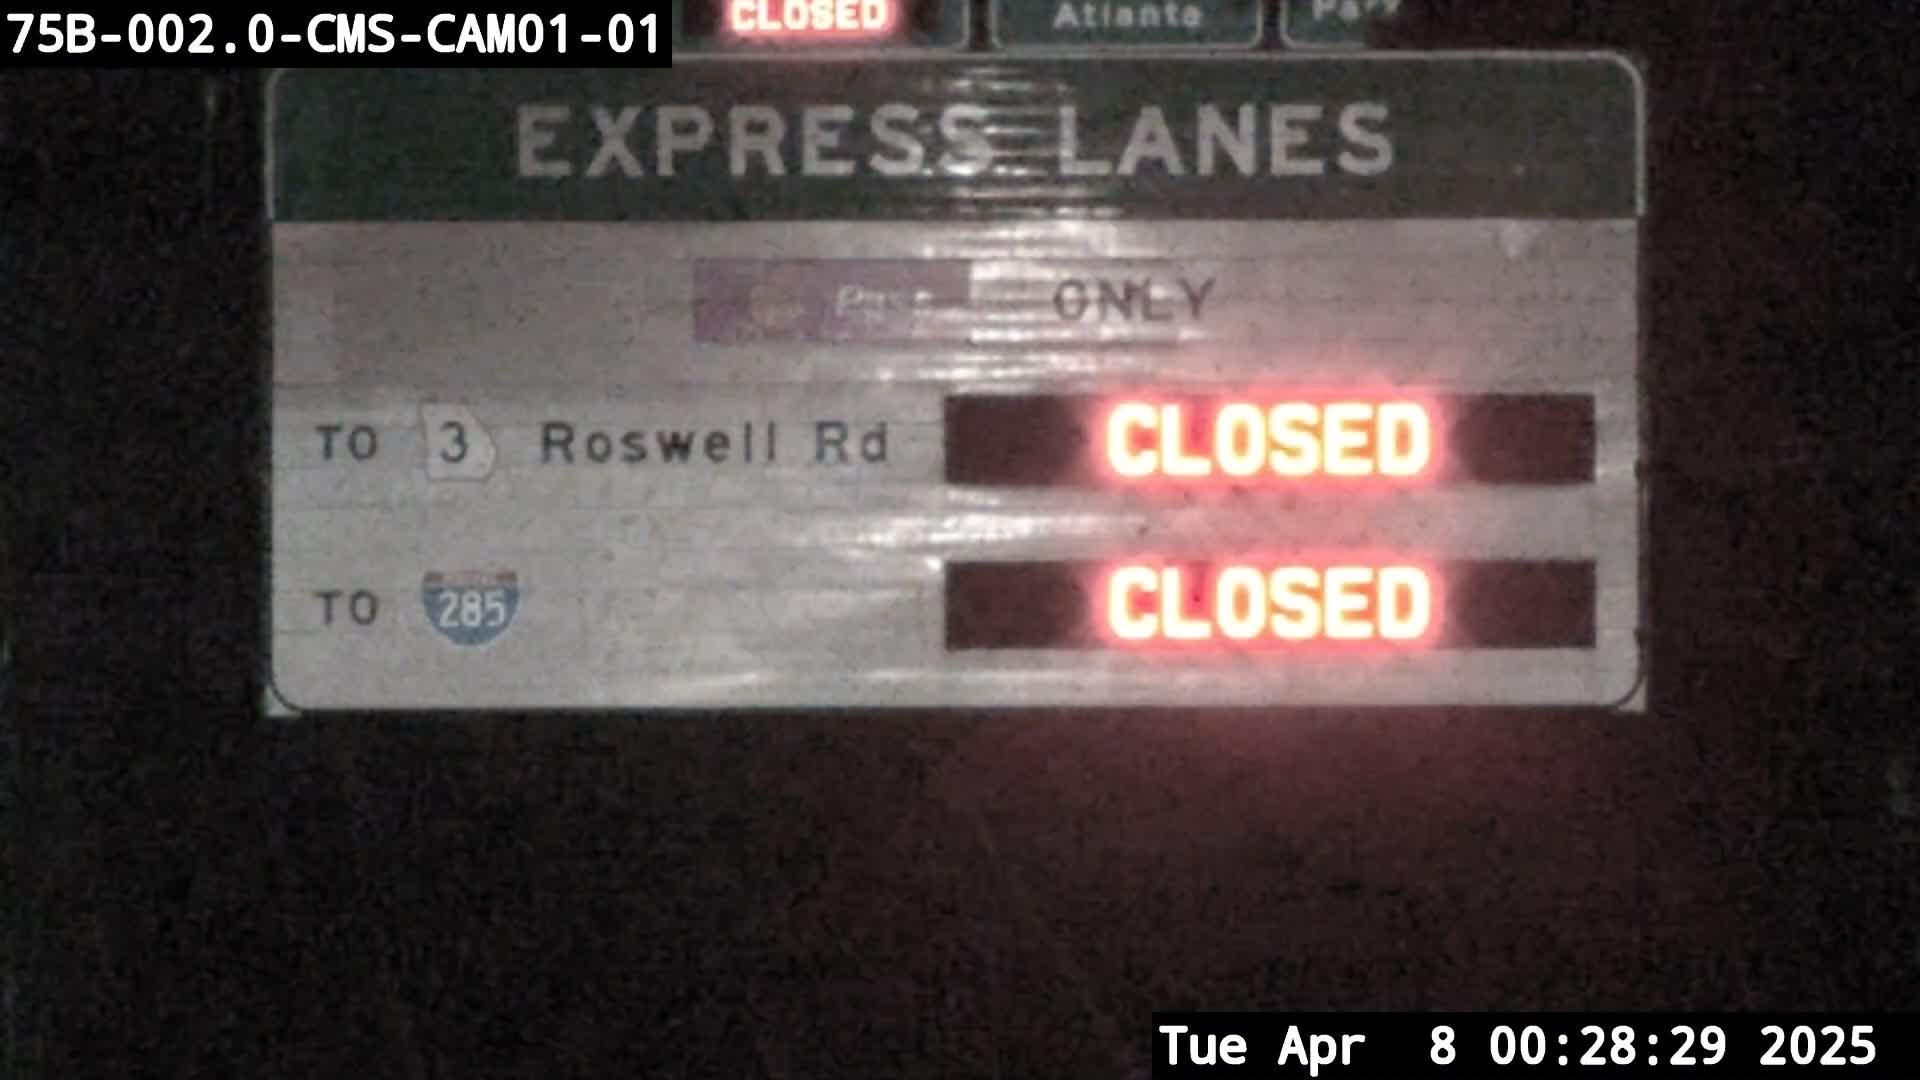 75B-002.0-CMS-CAM01-01
CLOSED
Atlanta
EXPRESS LANES
ONLY
TO 3 Roswell Rd CLOSED
TO 285 CLOSED
Tue Apr 8 00:28:29 2025